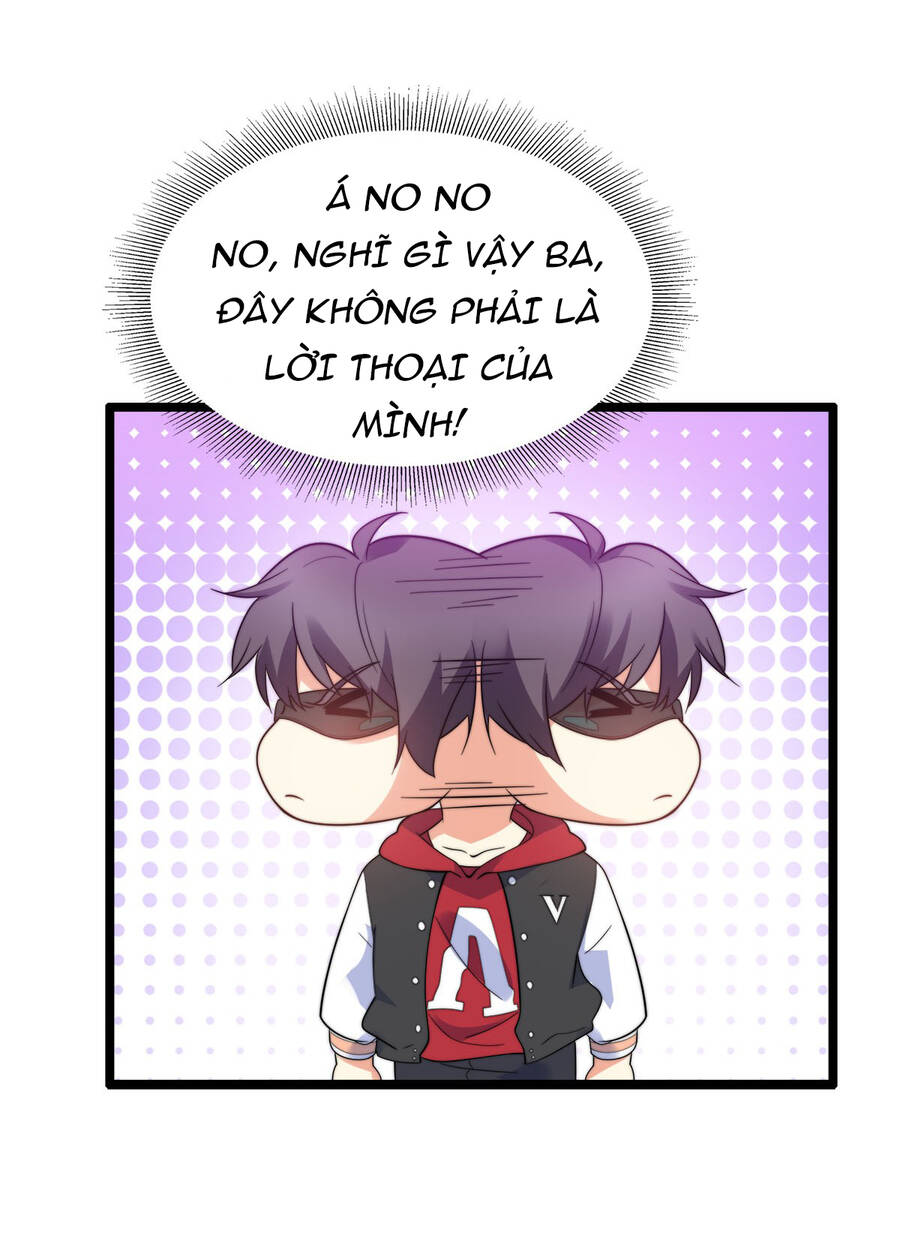 Á NO NO
NO, NGHĨ GÌ VẬY BA,
ĐÂY KHÔNG PHẢI LÀ
LỜI THOẠI CỦA
MÌNH!
V
A